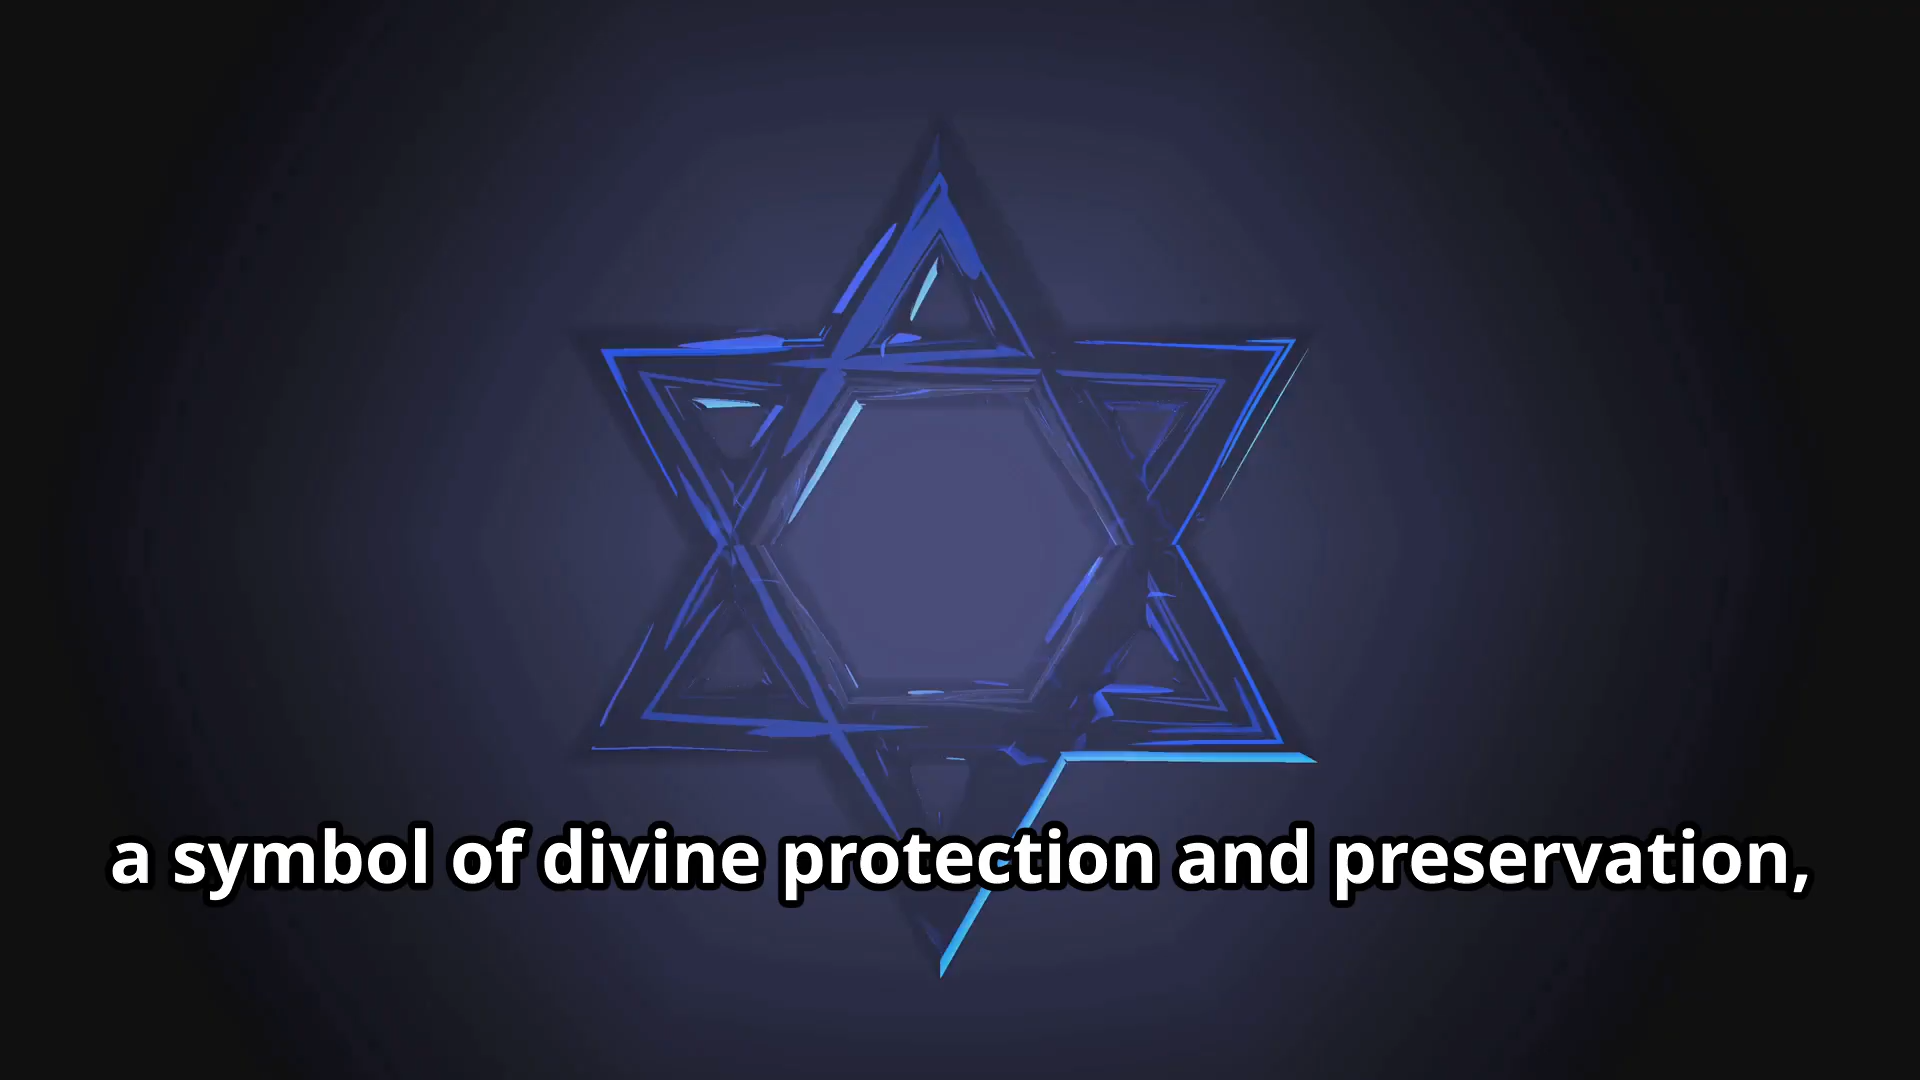 a symbol of divine protection and preservation,